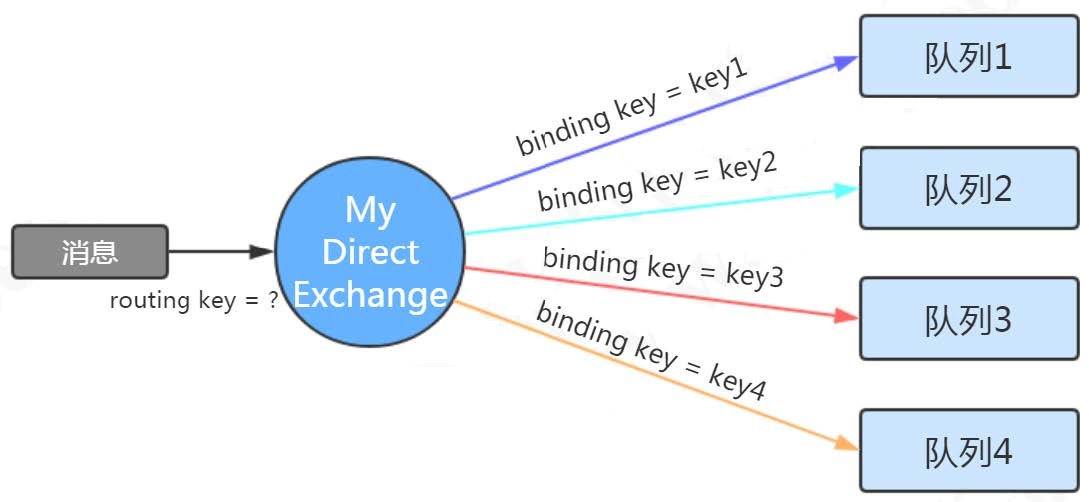 消息
routing key = ?
My
Direct
Exchange
binding key = key1
binding key = key2
binding key = key3
binding key = key4
队列1
队列2
队列3
队列4